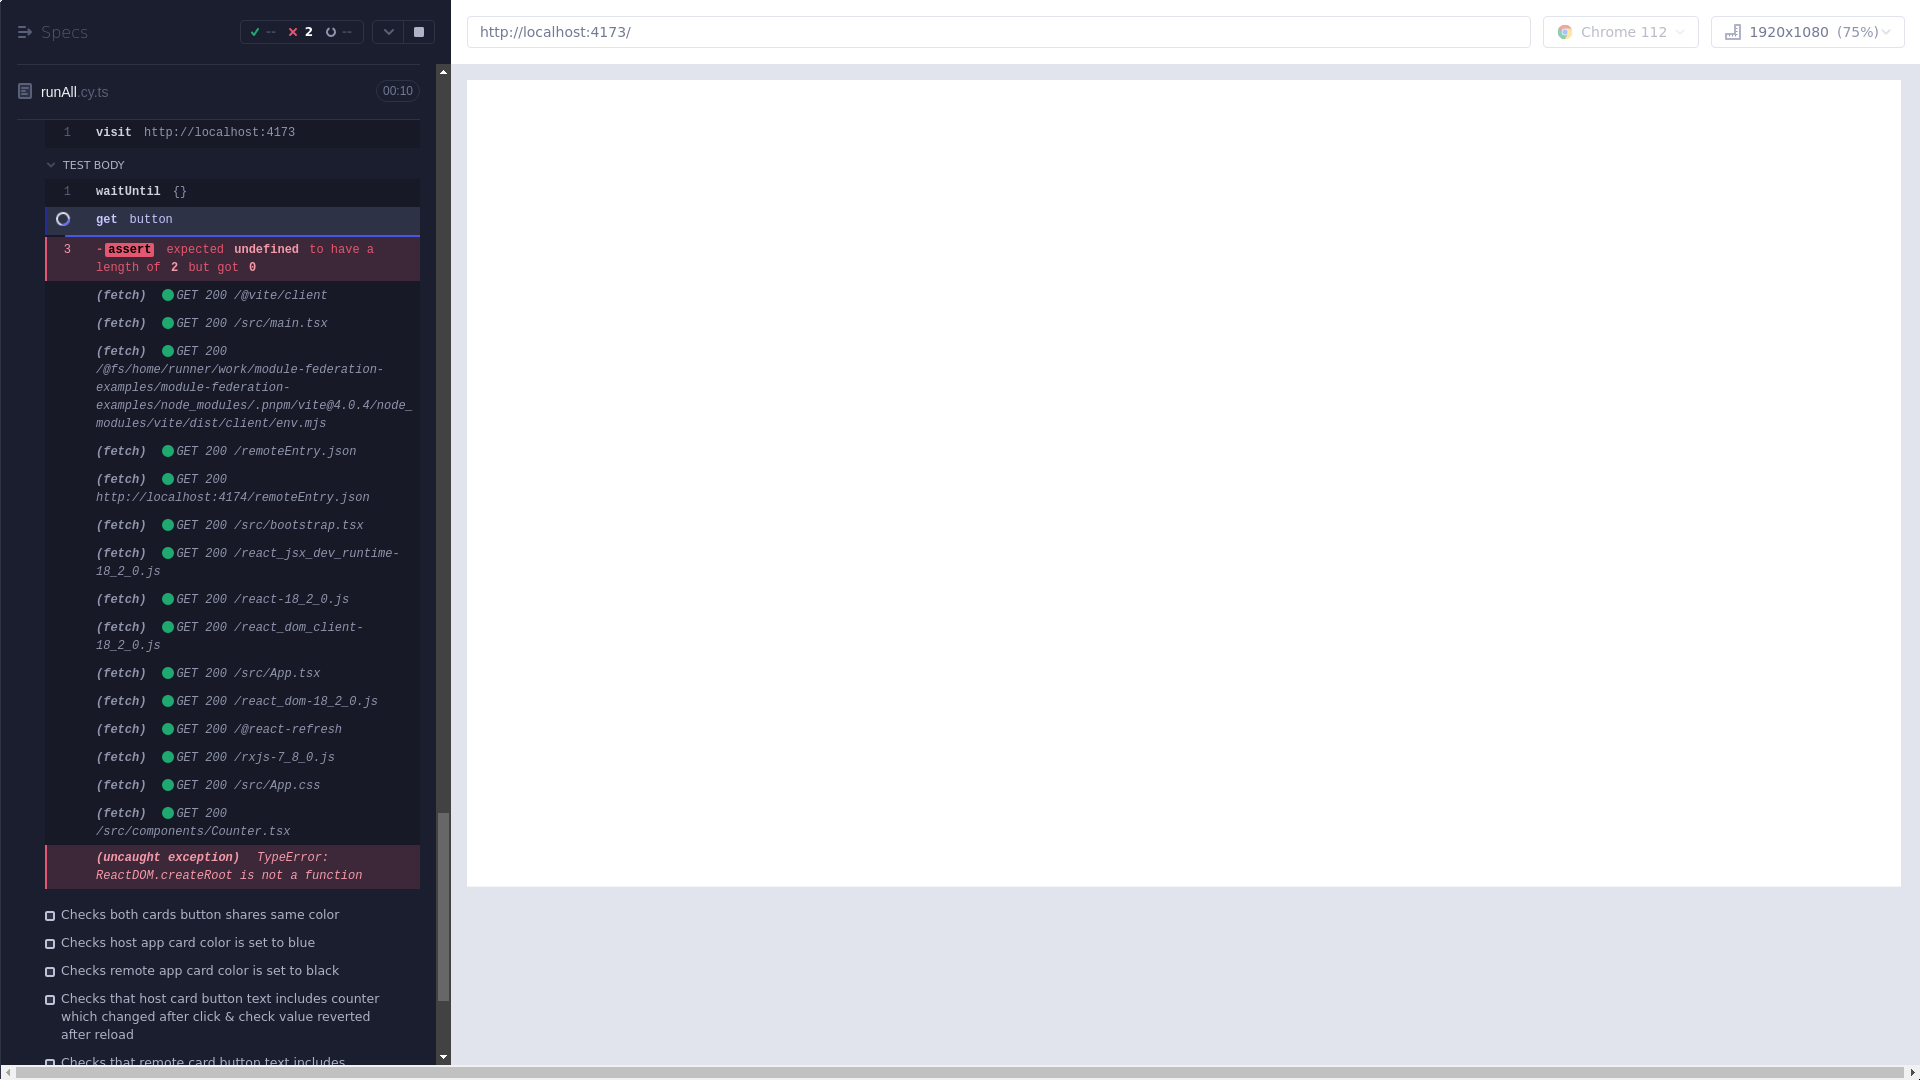 Specs
-- 2 --
http://localhost:4173/
Chrome 112
1920x1080 (75%)
runAll.cy.ts
00:10
1 visit http://localhost:4173
TEST BODY
1 waitUntil {}
get button
3 -assert expected undefined to have a
length of 2 but got 0
(fetch) GET 200 /@vite/client
(fetch) GET 200 /src/main.tsx
(fetch) GET 200
/@fs/home/runner/work/module-federation-
examples/module-federation-
examples/node_modules/.pnpm/vite@4.0.4/node_
modules/vite/dist/client/env.mjs
(fetch) GET 200 /remoteEntry.json
(fetch) GET 200
http://localhost:4174/remoteEntry.json
(fetch) GET 200 /src/bootstrap.tsx
(fetch) GET 200 /react_jsx_dev_runtime-
18_2_0.js
(fetch) GET 200 /react-18_2_0.js
(fetch) GET 200 /react_dom_client-
18_2_0.js
(fetch) GET 200 /src/App.tsx
(fetch) GET 200 /react_dom-18_2_0.js
(fetch) GET 200 /@react-refresh
(fetch) GET 200 /rxjs-7_8_0.js
(fetch) GET 200 /src/App.css
(fetch) GET 200
/src/components/Counter.tsx
(uncaught exception) TypeError:
ReactDOM.createRoot is not a function
Checks both cards button shares same color
Checks host app card color is set to blue
Checks remote app card color is set to black
Checks that host card button text includes counter
which changed after click & check value reverted
after reload
Checks that remote card button text includes